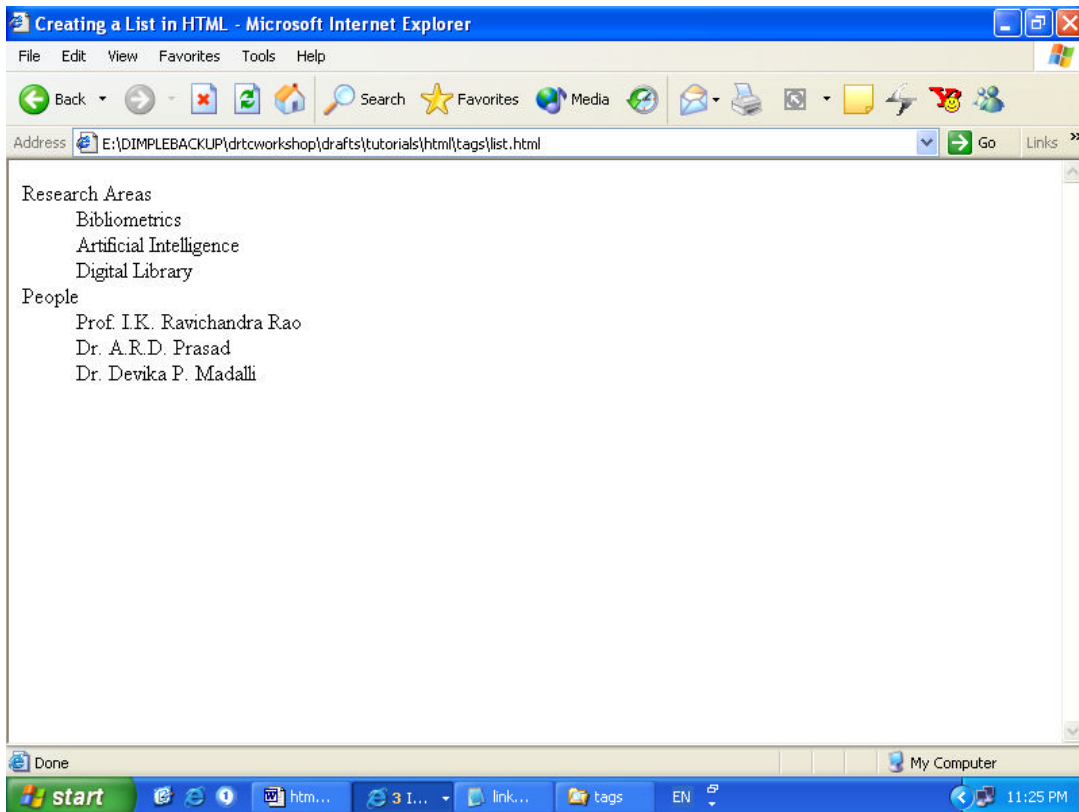 Creating a List in HTML - Microsoft Internet Explorer
File Edit View Favorites Tools Help
Back Search Favorites Media
Address E:\DIMPLEBACKUP\drtcworkshop\drafts\tutorials\html\tags\list.html Go Links »
Research Areas
Bibliometrics
Artificial Intelligence
Digital Library
People
Prof. I.K. Ravichandra Rao
Dr. A.R.D. Prasad
Dr. Devika P. Madalli
Done My Computer
start htm... 3 I... link... tags EN 11:25 PM